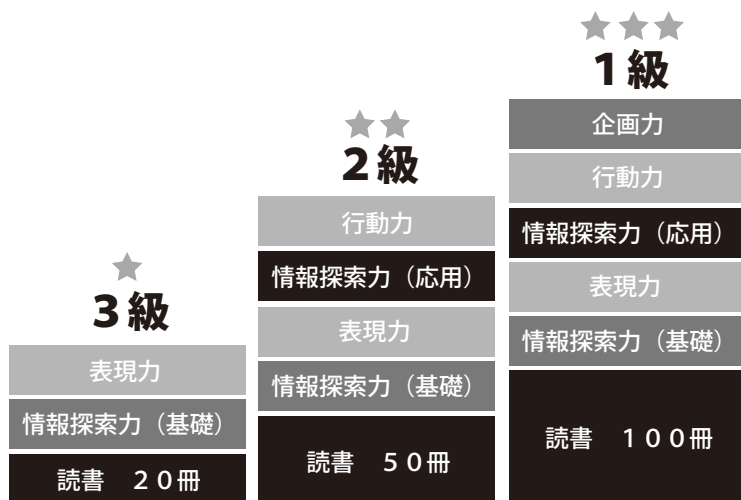 3級
表現力
情報探索力（基礎）
読書　２０冊
2級
行動力
情報探索力（応用）
表現力
情報探索力（基礎）
読書　５０冊
1級
企画力
行動力
情報探索力（応用）
表現力
情報探索力（基礎）
読書　１００冊